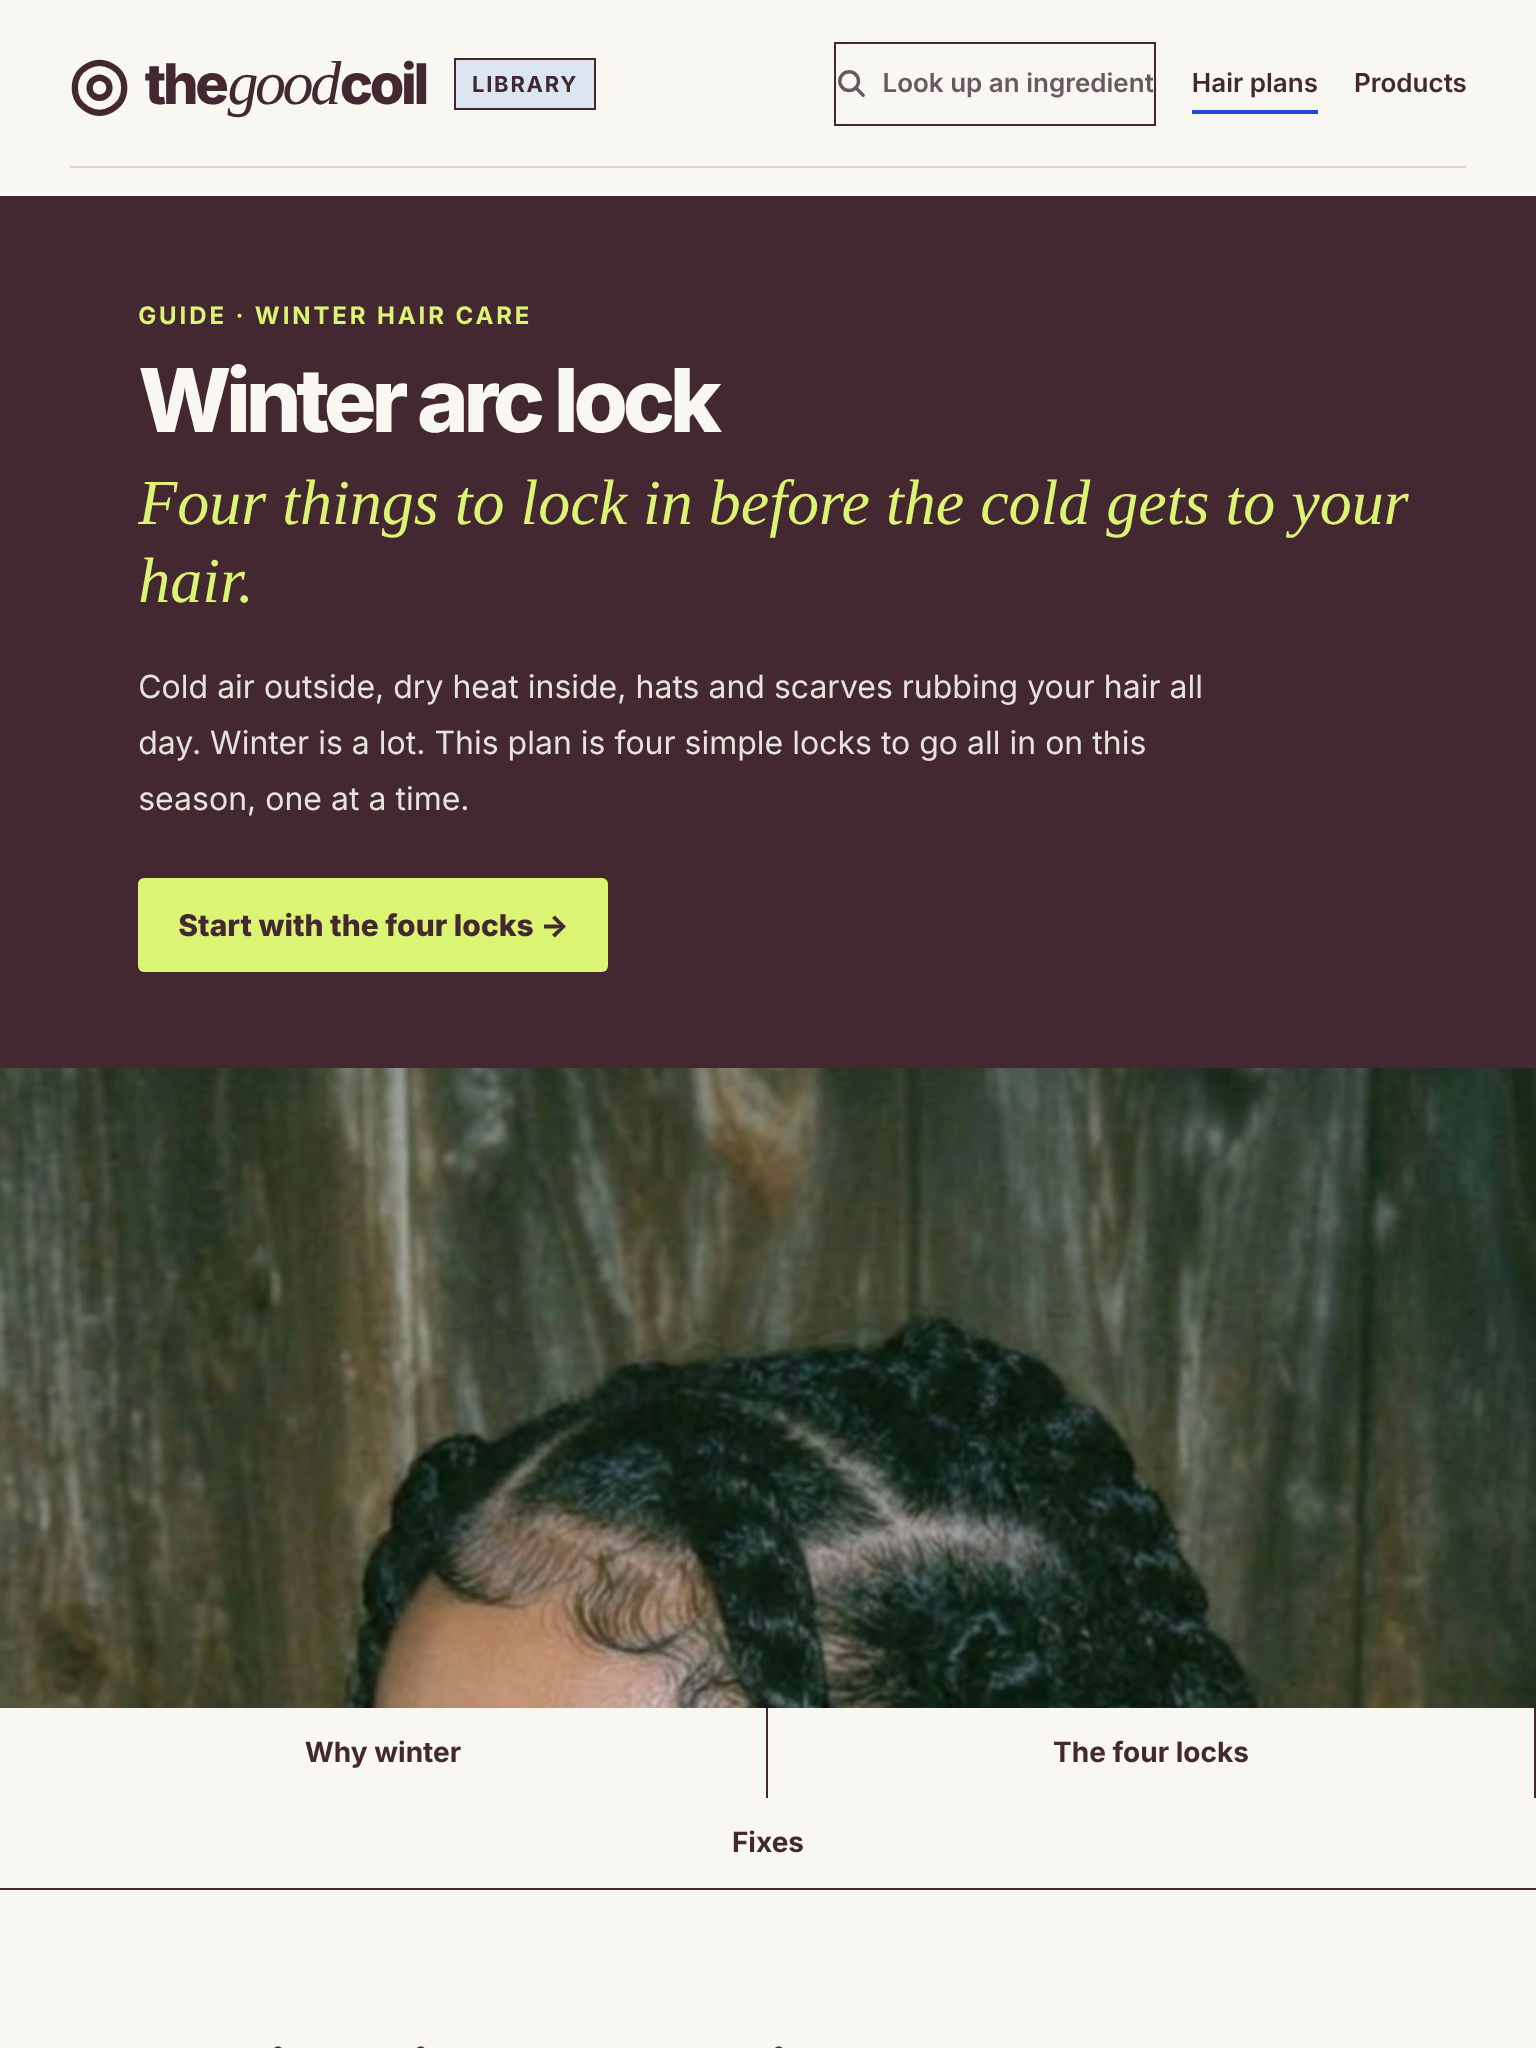 thegoodcoil
LIBRARY
Look up an ingredient
Hair plans
Products
GUIDE · WINTER HAIR CARE
Winter arc lock
Four things to lock in before the cold gets to your
hair.
Cold air outside, dry heat inside, hats and scarves rubbing your hair all
day. Winter is a lot. This plan is four simple locks to go all in on this
season, one at a time.
Start with the four locks →
Why winter
The four locks
Fixes